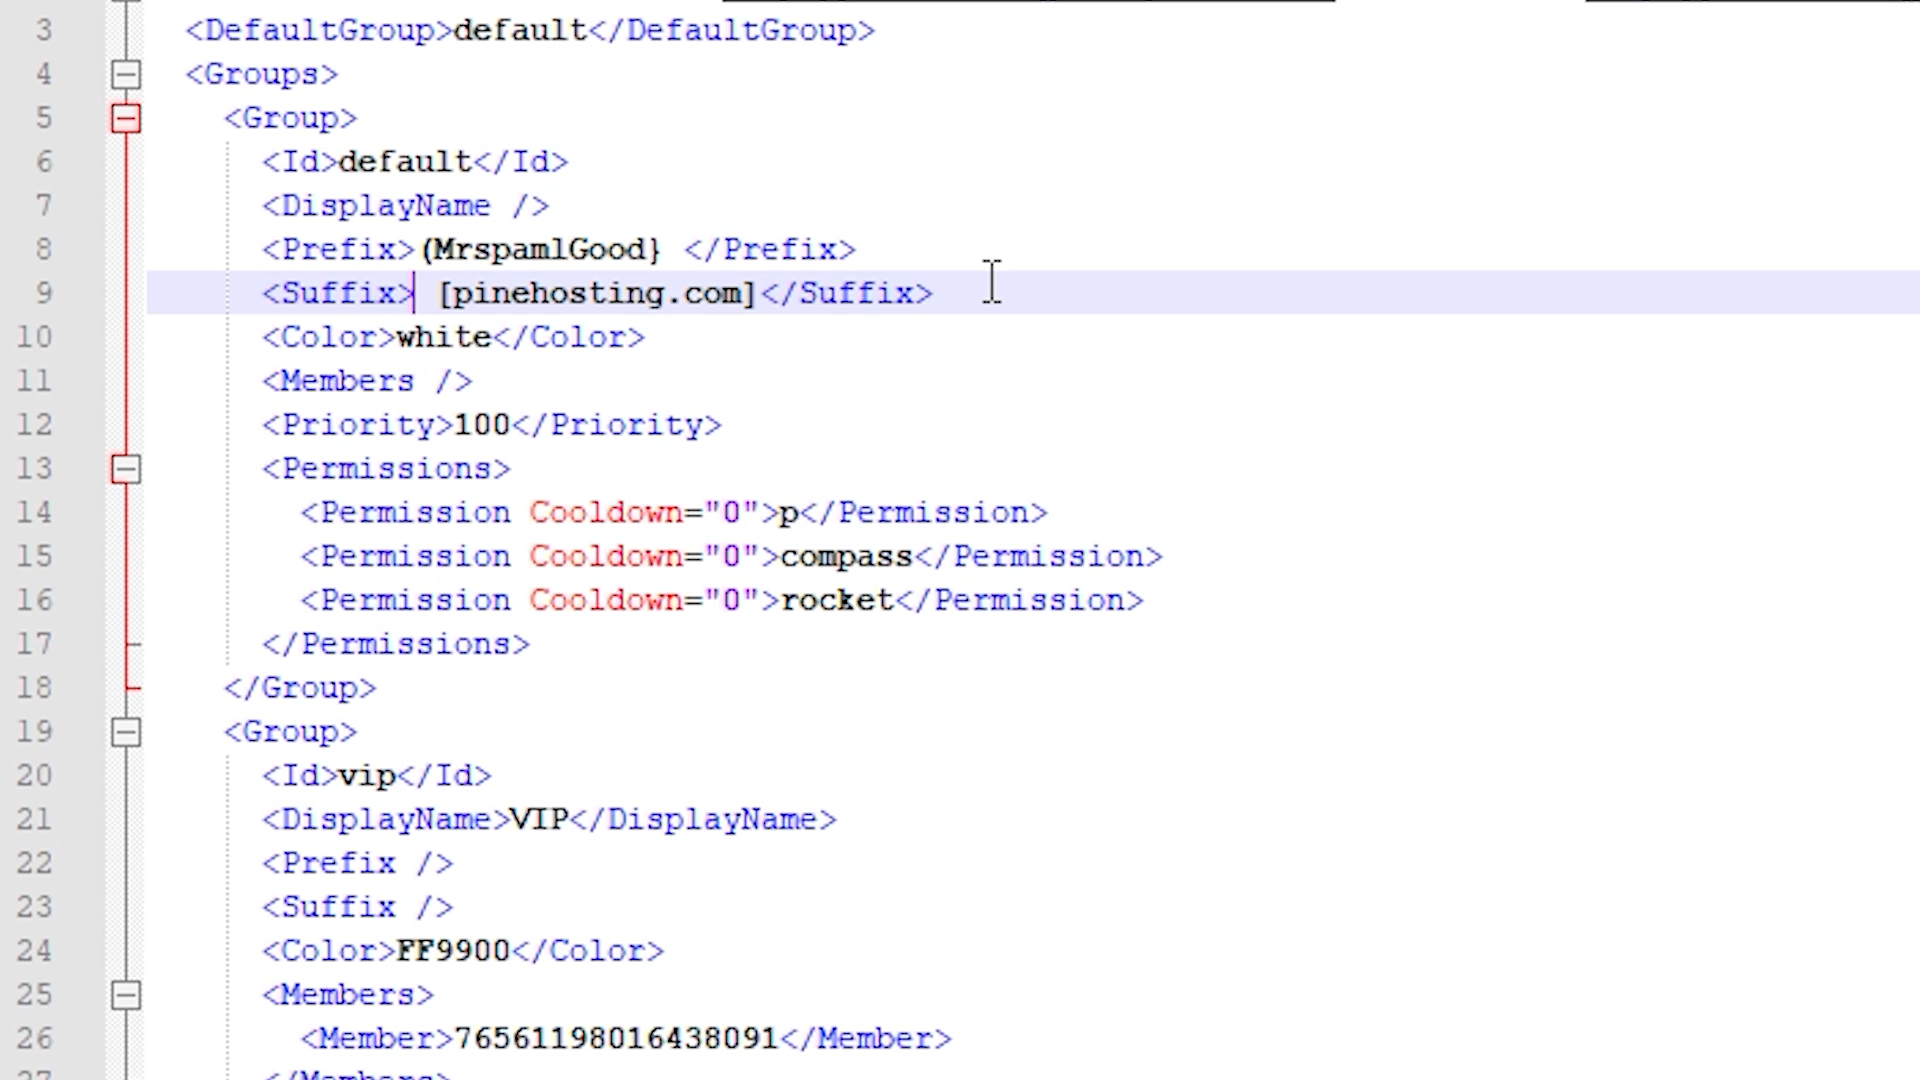 3 <DefaultGroup>default</DefaultGroup>
4 <Groups>
5 <Group>
6 <Id>default</Id>
7 <DisplayName />
8 <Prefix>(MrspamlGood} </Prefix>
9 <Suffix> [pinehosting.com]</Suffix>
10 <Color>white</Color>
11 <Members />
12 <Priority>100</Priority>
13 <Permissions>
14 <Permission Cooldown="0">p</Permission>
15 <Permission Cooldown="0">compass</Permission>
16 <Permission Cooldown="0">rocket</Permission>
17 </Permissions>
18 </Group>
19 <Group>
20 <Id>vip</Id>
21 <DisplayName>VIP</DisplayName>
22 <Prefix />
23 <Suffix />
24 <Color>FF9900</Color>
25 <Members>
26 <Member>76561198016438091</Member>
27 </Members>